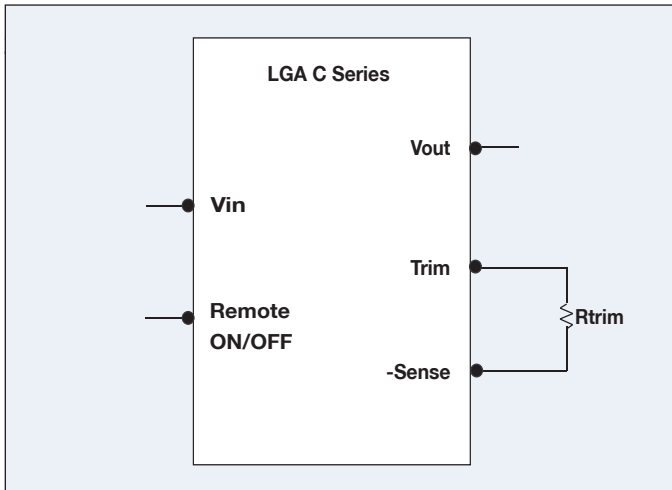 LGA C Series
Vout
Vin
Trim
Remote
ON/OFF
Rtrim
-Sense